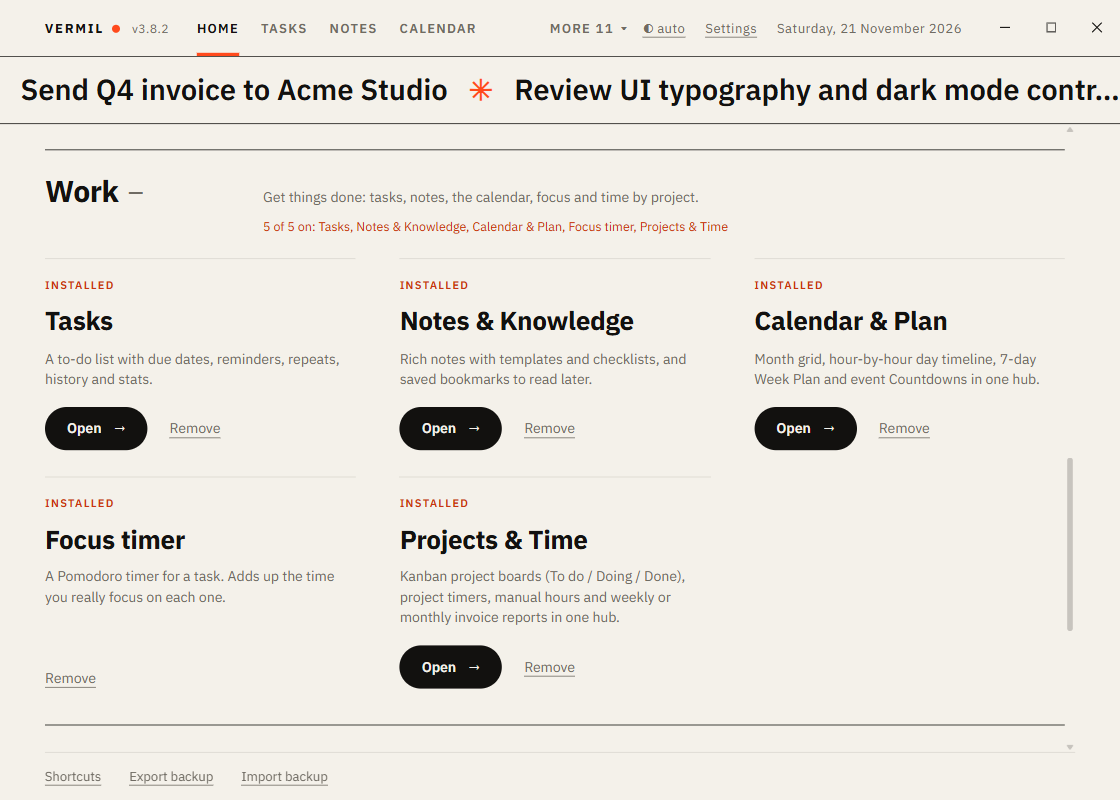 VERMIL v3.8.2 HOME TASKS NOTES CALENDAR MORE 11 auto Settings Saturday, 21 November 2026
Send Q4 invoice to Acme Studio ✳ Review UI typography and dark mode contr...
Work –
Get things done: tasks, notes, the calendar, focus and time by project.
5 of 5 on: Tasks, Notes & Knowledge, Calendar & Plan, Focus timer, Projects & Time
INSTALLED
Tasks
A to-do list with due dates, reminders, repeats,
history and stats.
Open → Remove
INSTALLED
Notes & Knowledge
Rich notes with templates and checklists, and
saved bookmarks to read later.
Open → Remove
INSTALLED
Calendar & Plan
Month grid, hour-by-hour day timeline, 7-day
Week Plan and event Countdowns in one hub.
Open → Remove
INSTALLED
Focus timer
A Pomodoro timer for a task. Adds up the time
you really focus on each one.
Remove
INSTALLED
Projects & Time
Kanban project boards (To do / Doing / Done),
project timers, manual hours and weekly or
monthly invoice reports in one hub.
Open → Remove
Shortcuts Export backup Import backup